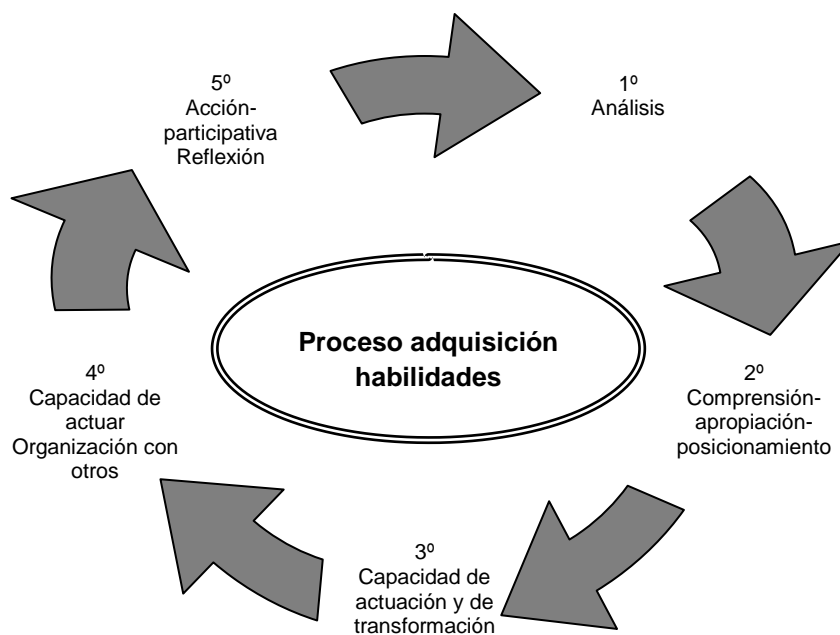 5º
Acción-
participativa
Reflexión
1º
Análisis
Proceso adquisición
habilidades
2º
Comprensión-
apropiación-
posicionamiento
4º
Capacidad de
actuar
Organización con
otros
3º
Capacidad de
actuación y de
transformación